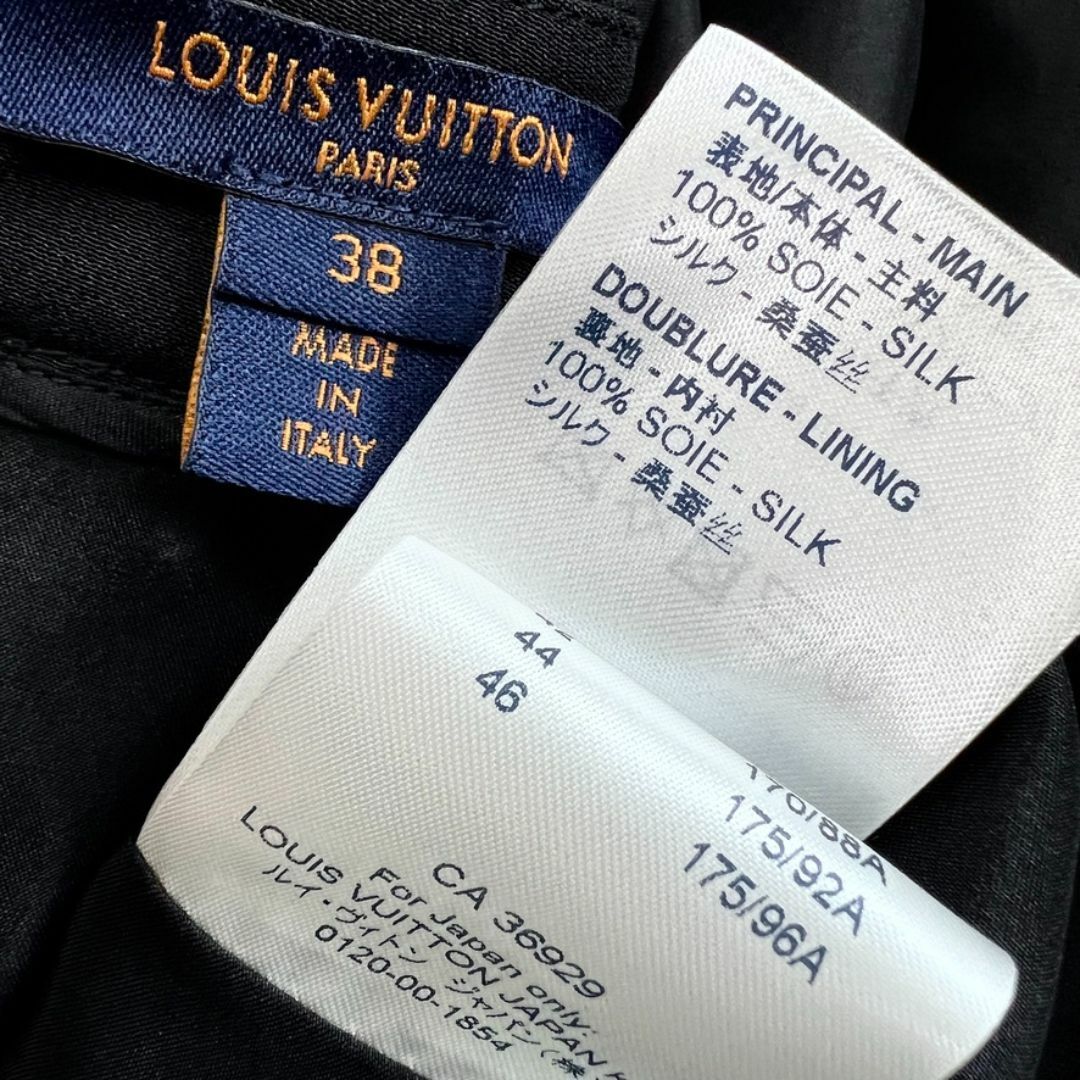 LOUIS VUITTON
PARIS
38
MADE
IN
ITALY
PRINCIPAL - MAIN
表地/本体 - 主料
100% SOIE - SILK
シルク - 桑蚕丝
DOUBLURE - LINING
裏地 - 内衬
100% SOIE - SILK
シルク - 桑蚕丝
44
46
170/88A
175/92A
175/96A
CA 36929
For Japan only:
LOUIS VUITTON JAPAN K
ルイ・ヴィトン ジャパン(株
0120-00-1854